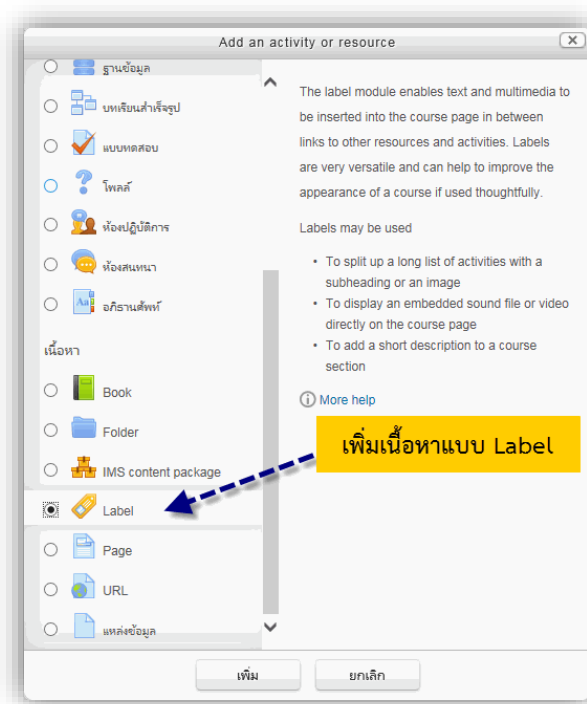 Add an activity or resource
ฐานข้อมูล
บทเรียนสำเร็จรูป
แบบทดสอบ
โพลล์
ห้องปฏิบัติการ
ห้องสนทนา
อภิธานศัพท์
เนื้อหา
Book
Folder
IMS content package
Label
Page
URL
แหล่งข้อมูล
The label module enables text and multimedia to
be inserted into the course page in between
links to other resources and activities. Labels
are very versatile and can help to improve the
appearance of a course if used thoughtfully.
Labels may be used
• To split up a long list of activities with a
subheading or an image
• To display an embedded sound file or video
directly on the course page
• To add a short description to a course
section
More help
เพิ่มเนื้อหาแบบ Label
เพิ่ม
ยกเลิก